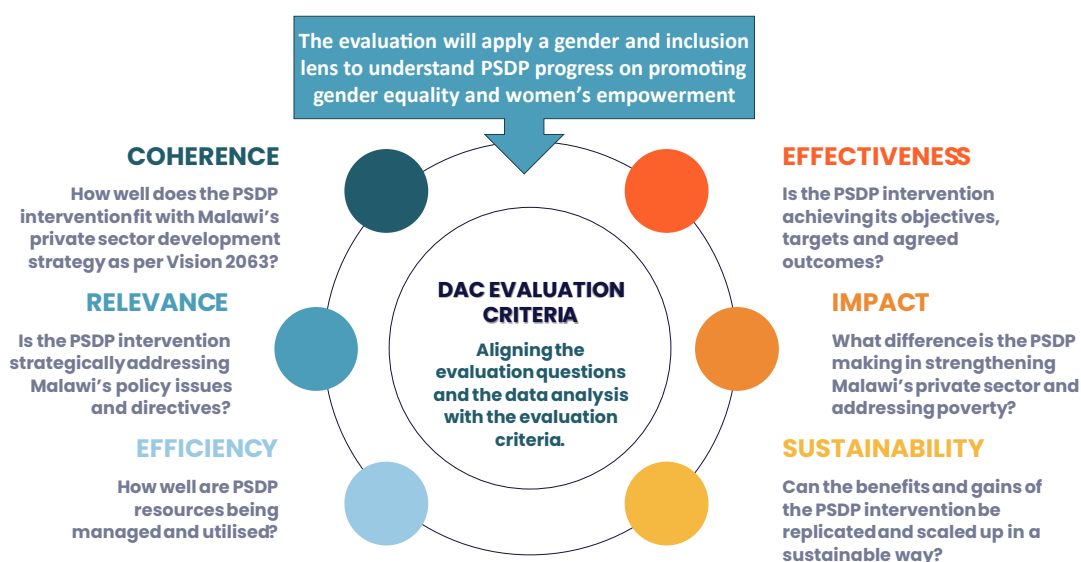 The evaluation will apply a gender and inclusion
lens to understand PSDP progress on promoting
gender equality and women's empowerment
COHERENCE
How well does the PSDP
intervention fit with Malawi's
private sector development
strategy as per Vision 2063?
RELEVANCE
Is the PSDP intervention
strategically addressing
Malawi's policy issues
and directives?
EFFICIENCY
How well are PSDP
resources being
managed and utilised?
DAC EVALUATION
CRITERIA
Aligning the
evaluation questions
and the data analysis
with the evaluation
criteria.
EFFECTIVENESS
Is the PSDP intervention
achieving its objectives,
targets and agreed
outcomes?
IMPACT
What difference is the PSDP
making in strengthening
Malawi's private sector and
addressing poverty?
SUSTAINABILITY
Can the benefits and gains of
the PSDP intervention be
replicated and scaled up in a
sustainable way?